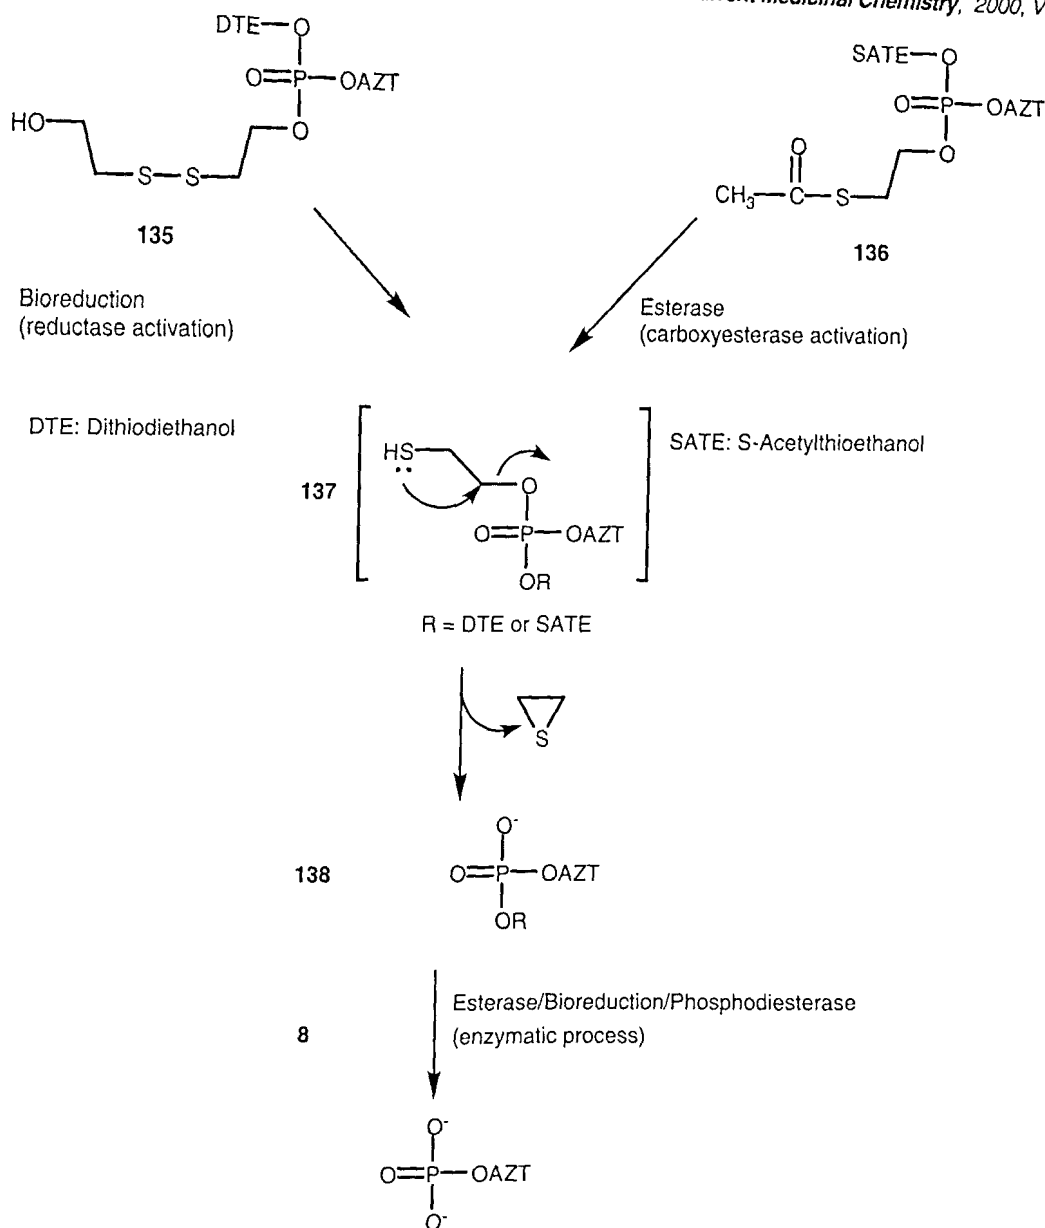 Medicinal Chemistry, 2000, V
DTE—O
O=P—OAZT
HO
O
S—S
135
SATE—O
O=P—OAZT
O
O
CH₃—C—S
136
Bioreduction
(reductase activation)
Esterase
(carboxyesterase activation)
DTE: Dithiodiethanol
SATE: S-Acetylthioethanol
137
HS
O
O=P—OAZT
OR
R = DTE or SATE
S
O⁻
138
O=P—OAZT
OR
Esterase/Bioreduction/Phosphodiesterase
8
(enzymatic process)
O⁻
O=P—OAZT
O⁻